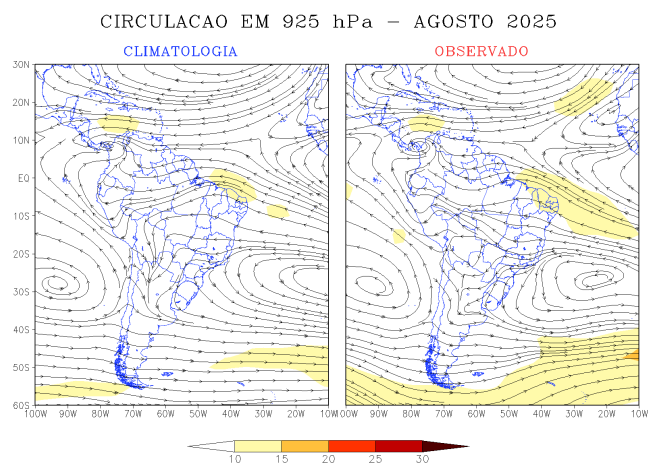 CIRCULACAO EM 925 hPa – AGOSTO 2025
CLIMATOLOGIA OBSERVADO
30N
20N
10N
EQ
10S
20S
30S
40S
50S
60S
100W 90W 80W 70W 60W 50W 40W 30W 20W 10W 100W 90W 80W 70W 60W 50W 40W 30W 20W 10W
10 15 20 25 30